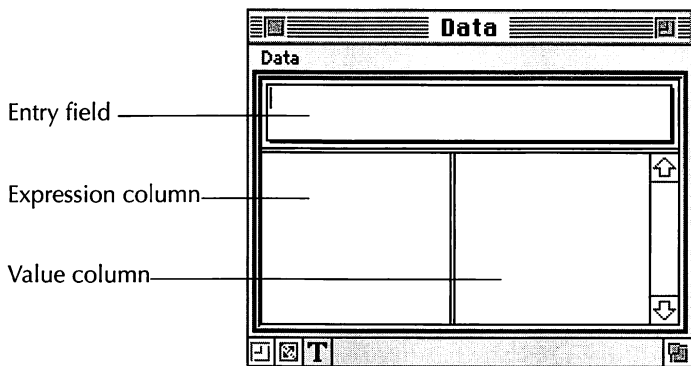 Data
Data
Entry field
Expression column
Value column
T